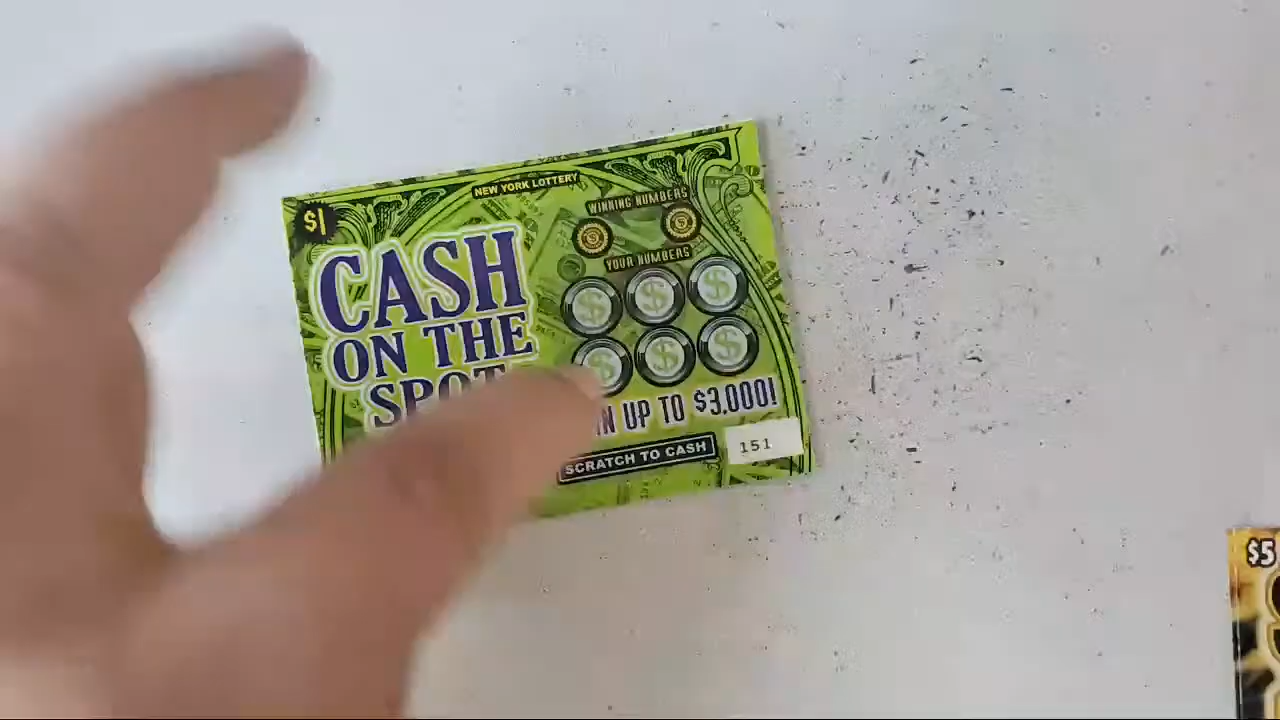 NEW YORK LOTTERY
$1
WINNING NUMBERS
CASH
ON THE
YOUR NUMBERS
UP TO $3,000!
SCRATCH TO CASH
151
$5